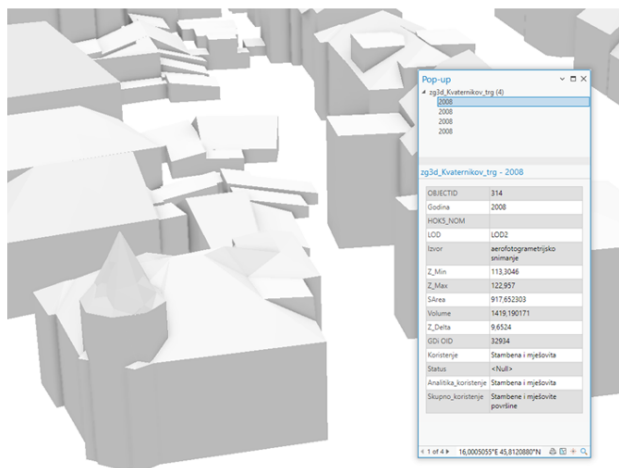 Pop-up
zg3d_Kvaternikov_trg (4)
2008
2008
2008
2008
zg3d_Kvaternikov_trg - 2008
OBJECTID 314
Godina 2008
HOKS_NOM
LOD LOD2
Izvor aerofotogrametrijsko
snimanje
Z_Min 113,3046
Z_Max 122,957
SArea 917,652303
Volume 1419,190171
Z_Delta 9,6524
GDi OID 32934
Koristenje Stambena i mješovita
Status <Null>
Analitika_koristenje Stambena i mješovita
Skupno_koristenje Stambene i mješovite
površine
1 of 4 16,0005055°E 45,8120880°N